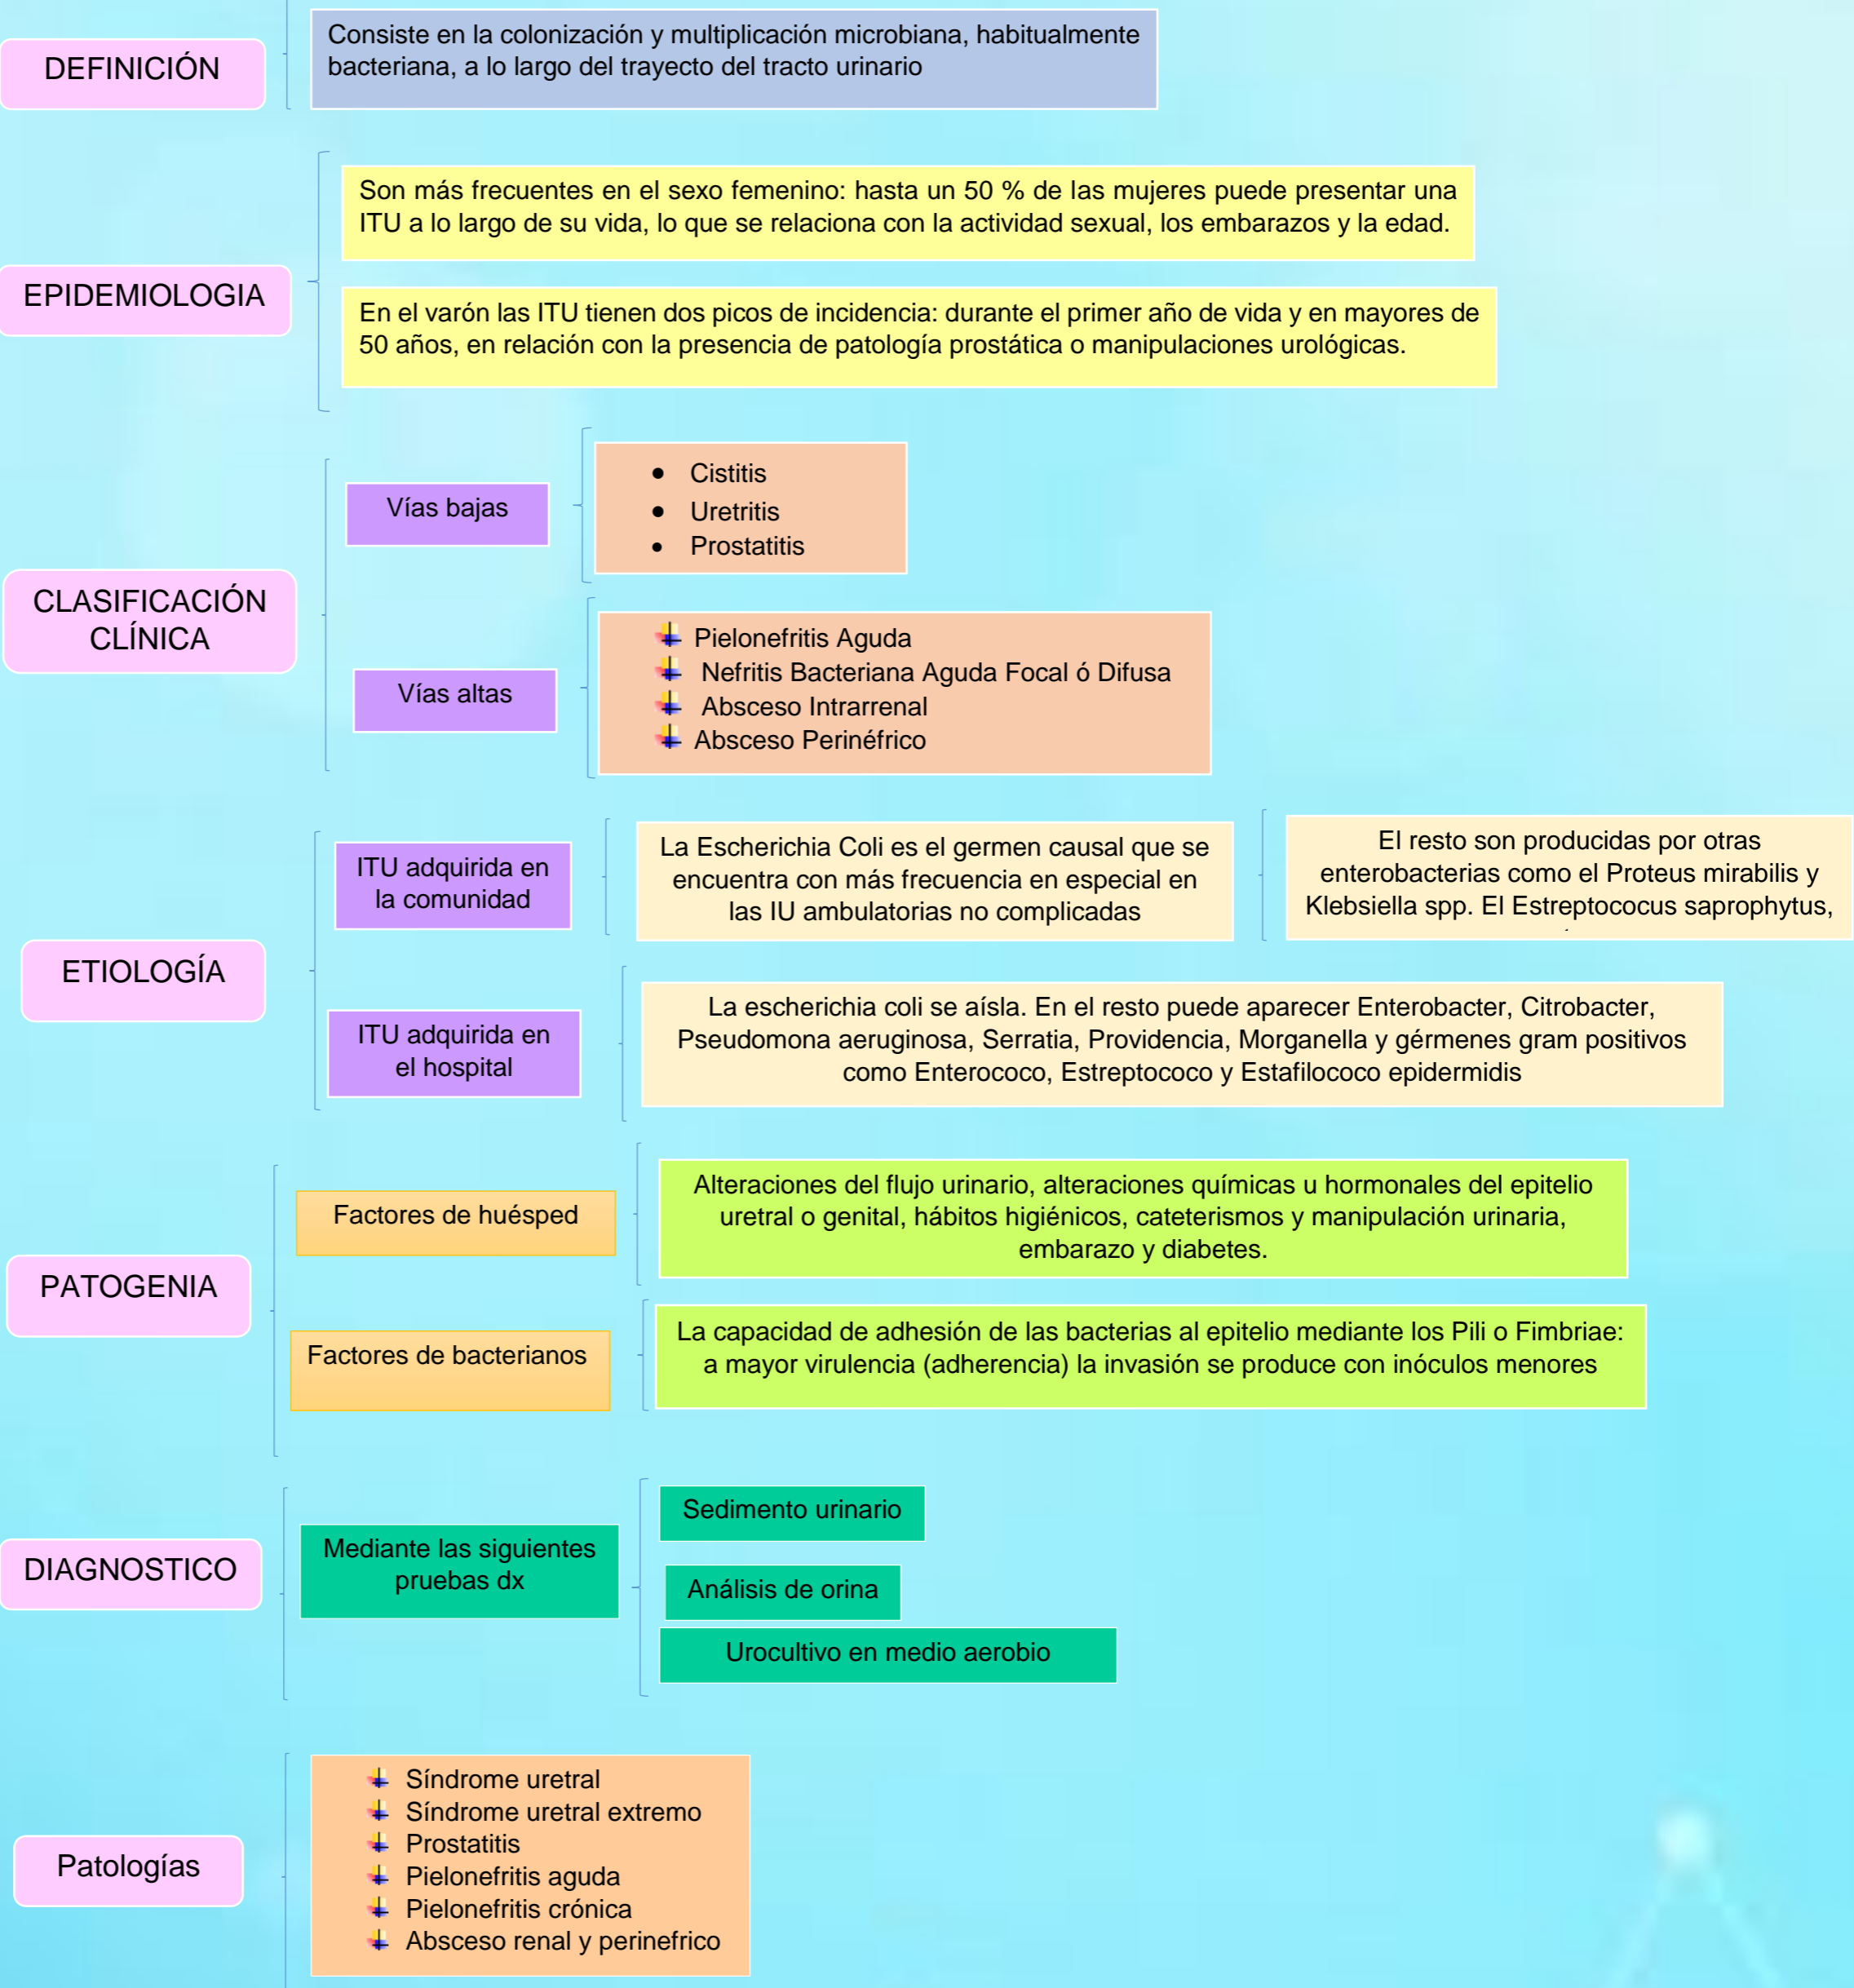 DEFINICIÓN
Consiste en la colonización y multiplicación microbiana, habitualmente
bacteriana, a lo largo del trayecto del tracto urinario
EPIDEMIOLOGIA
Son más frecuentes en el sexo femenino: hasta un 50 % de las mujeres puede presentar una
ITU a lo largo de su vida, lo que se relaciona con la actividad sexual, los embarazos y la edad.
En el varón las ITU tienen dos picos de incidencia: durante el primer año de vida y en mayores de
50 años, en relación con la presencia de patología prostática o manipulaciones urológicas.
CLASIFICACIÓN
CLÍNICA
Vías bajas
• Cistitis
• Uretritis
• Prostatitis
Vías altas
Pielonefritis Aguda
Nefritis Bacteriana Aguda Focal ó Difusa
Absceso Intrarrenal
Absceso Perinéfrico
ETIOLOGÍA
ITU adquirida en
la comunidad
La Escherichia Coli es el germen causal que se
encuentra con más frecuencia en especial en
las IU ambulatorias no complicadas
El resto son producidas por otras
enterobacterias como el Proteus mirabilis y
Klebsiella spp. El Estreptococus saprophytus,
ITU adquirida en
el hospital
La escherichia coli se aísla. En el resto puede aparecer Enterobacter, Citrobacter,
Pseudomona aeruginosa, Serratia, Providencia, Morganella y gérmenes gram positivos
como Enterococo, Estreptococo y Estafilococo epidermidis
PATOGENIA
Factores de huésped
Alteraciones del flujo urinario, alteraciones químicas u hormonales del epitelio
uretral o genital, hábitos higiénicos, cateterismos y manipulación urinaria,
embarazo y diabetes.
Factores de bacterianos
La capacidad de adhesión de las bacterias al epitelio mediante los Pili o Fimbriae:
a mayor virulencia (adherencia) la invasión se produce con inóculos menores
DIAGNOSTICO
Mediante las siguientes
pruebas dx
Sedimento urinario
Análisis de orina
Urocultivo en medio aerobio
Patologías
Síndrome uretral
Síndrome uretral extremo
Prostatitis
Pielonefritis aguda
Pielonefritis crónica
Absceso renal y perinefrico